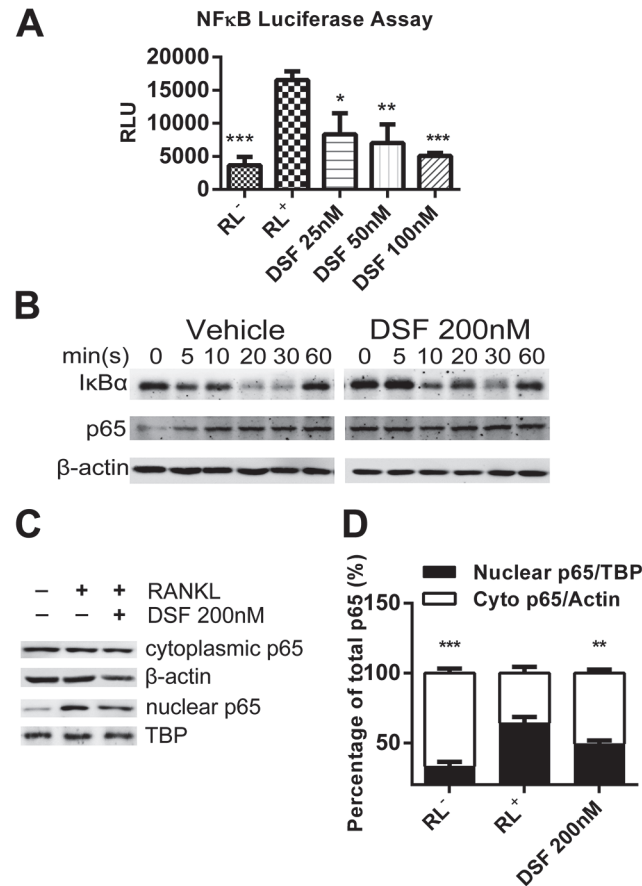 A
NFκB Luciferase Assay
RLU
20000
15000
10000
5000
0
***
*
**
***
RL-
RL+
DSF 25nM
DSF 50nM
DSF 100nM
B
Vehicle DSF 200nM
min(s) 0 5 10 20 30 60 0 5 10 20 30 60
IκBα
p65
β-actin
C
– + + RANKL
– – + DSF 200nM
cytoplasmic p65
β-actin
nuclear p65
TBP
D
Nuclear p65/TBP
Cyto p65/Actin
Percentage of total p65 (%)
150
100
50
***
**
RL-
RL+
DSF 200nM